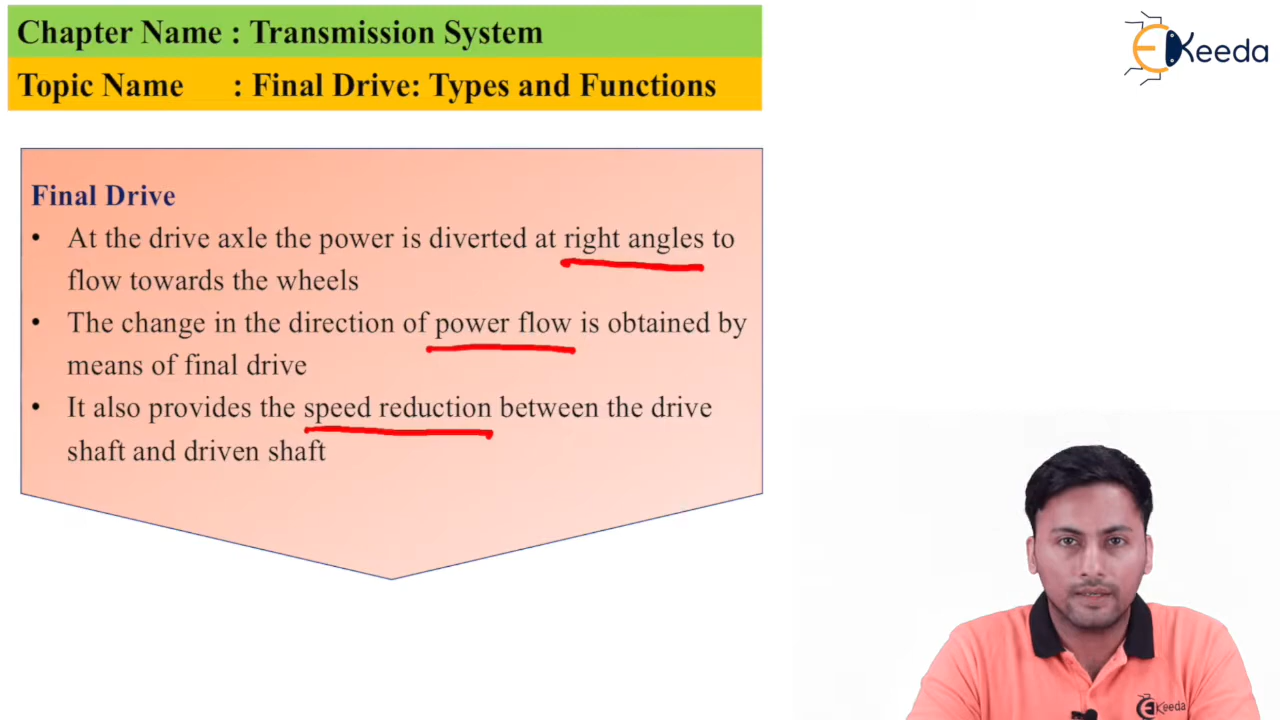 Chapter Name : Transmission System
Topic Name : Final Drive: Types and Functions
EKeeda
Final Drive
• At the drive axle the power is diverted at right angles to
flow towards the wheels
• The change in the direction of power flow is obtained by
means of final drive
• It also provides the speed reduction between the drive
shaft and driven shaft
EKeeda